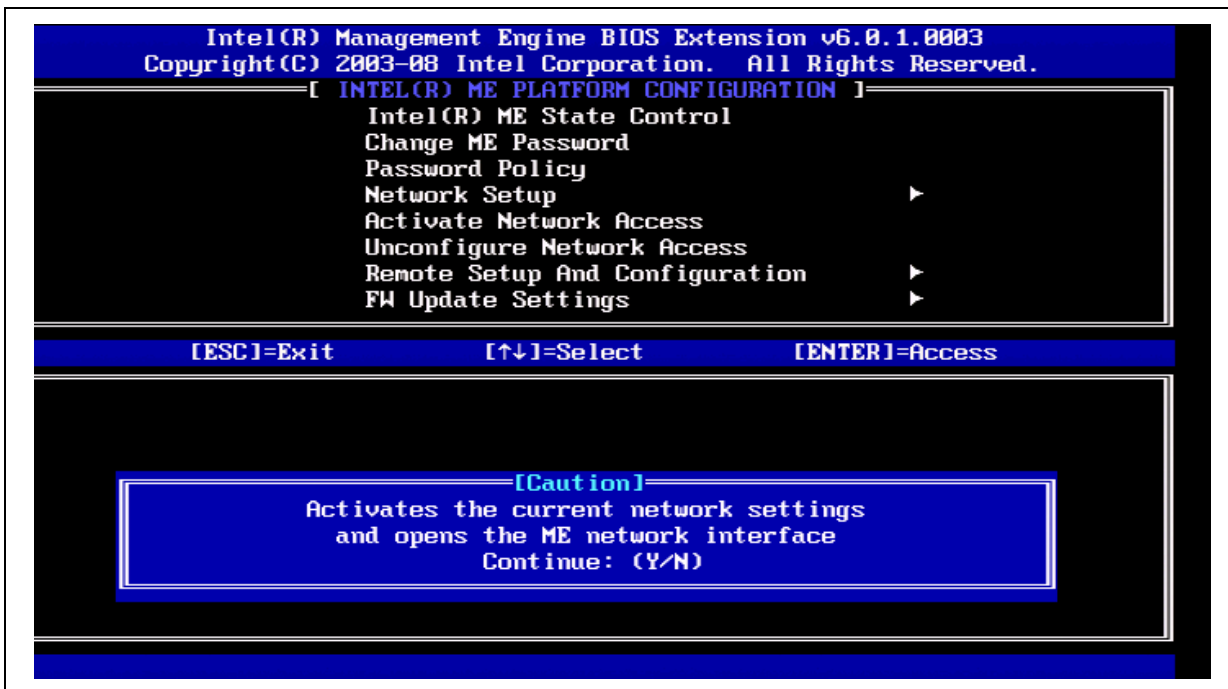 Intel(R) Management Engine BIOS Extension v6.0.1.0003
Copyright(C) 2003-08 Intel Corporation. All Rights Reserved.
[ INTEL(R) ME PLATFORM CONFIGURATION ]
Intel(R) ME State Control
Change ME Password
Password Policy
Network Setup ►
Activate Network Access
Unconfigure Network Access
Remote Setup And Configuration ►
FW Update Settings ►
[ESC]=Exit [↑↓]=Select [ENTER]=Access
[Caution]
Activates the current network settings
and opens the ME network interface
Continue: (Y/N)